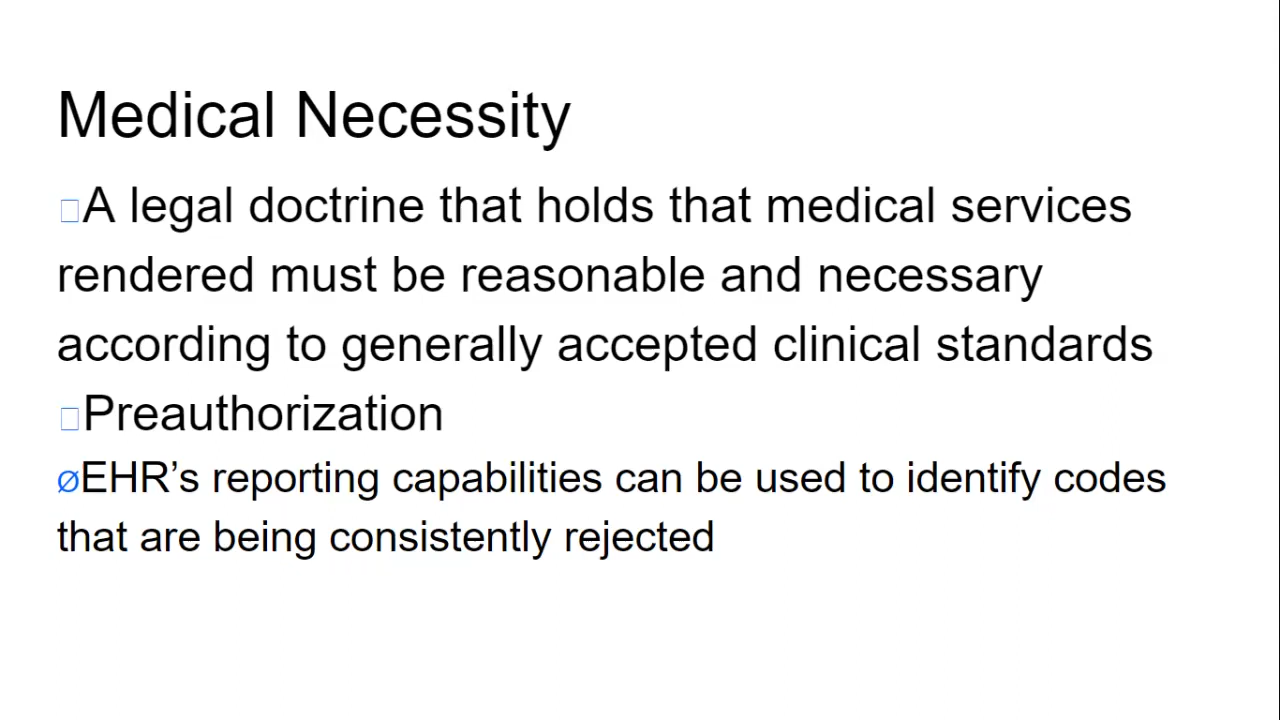 Medical Necessity
□A legal doctrine that holds that medical services
rendered must be reasonable and necessary
according to generally accepted clinical standards
□Preauthorization
øEHR’s reporting capabilities can be used to identify codes
that are being consistently rejected